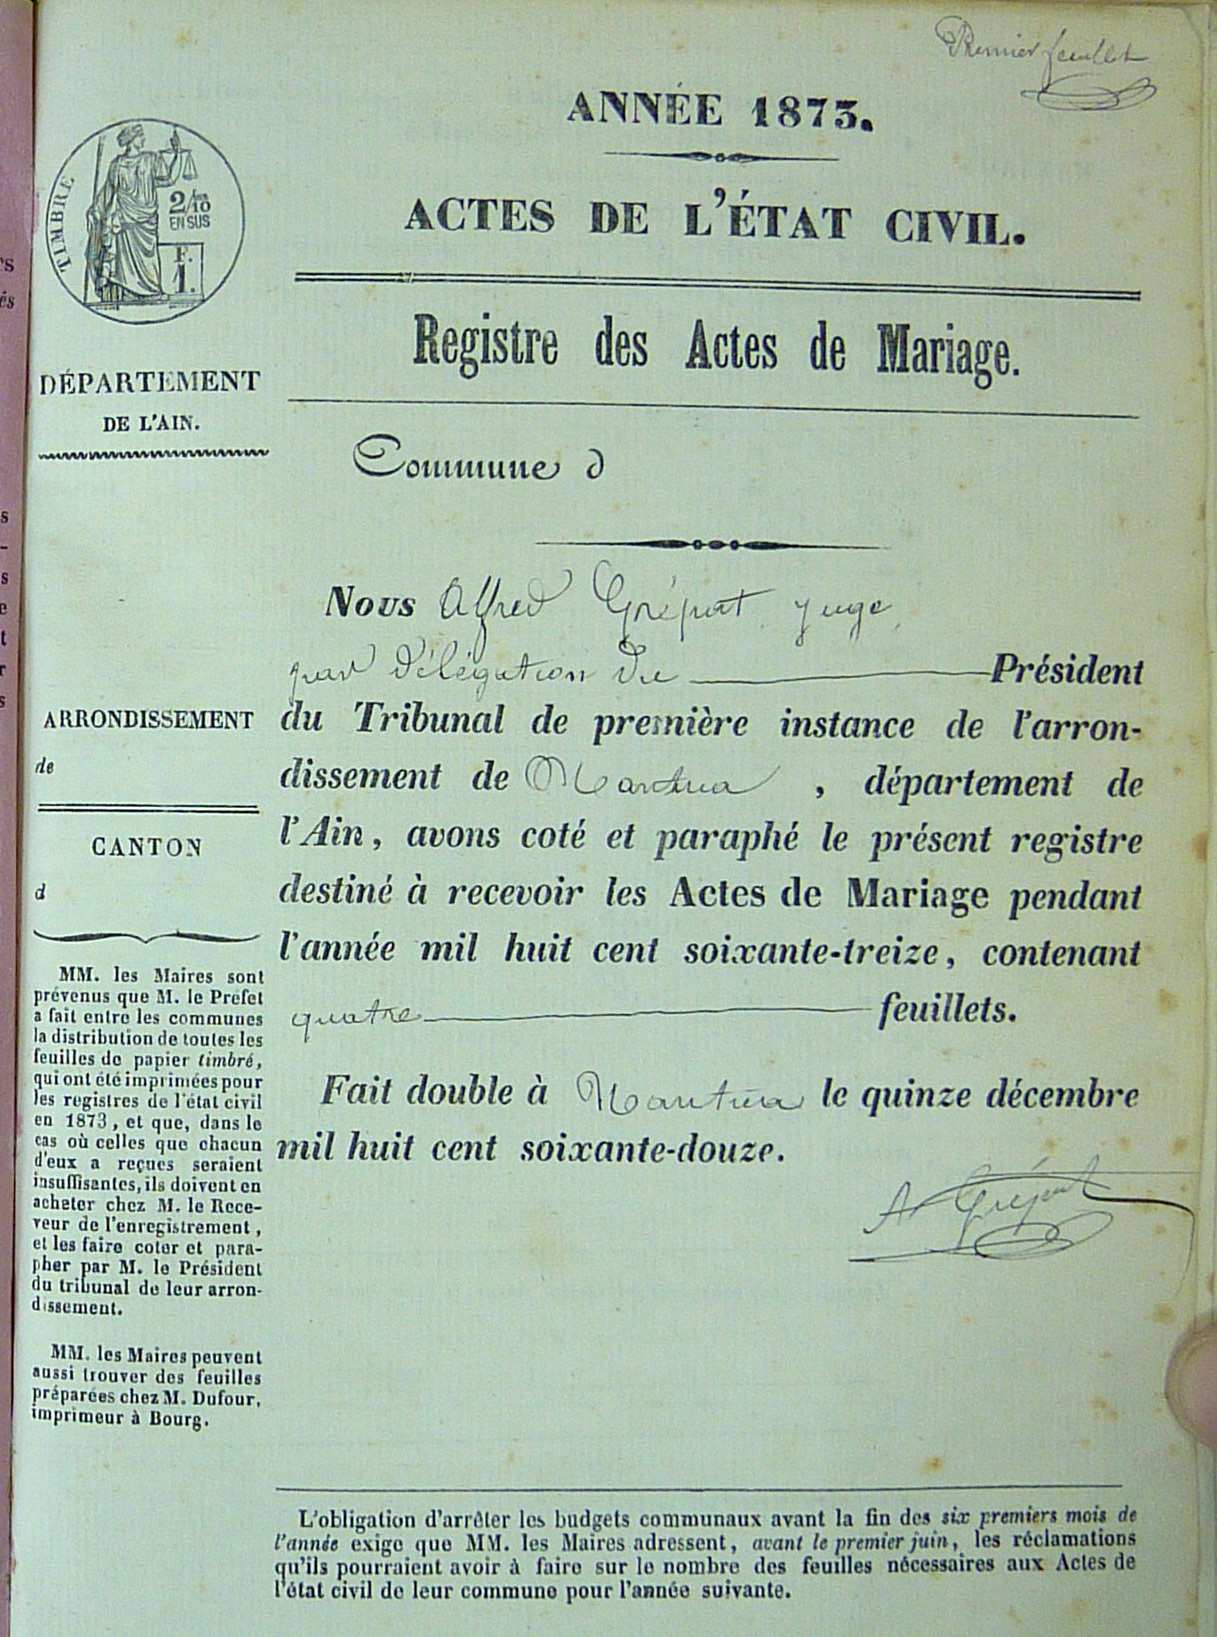 Premier feuillet
ANNÉE 1873.
ACTES DE L'ÉTAT CIVIL.
Registre des Actes de Mariage.
TIMBRE
2/10 EN SUS
F. 1.
DÉPARTEMENT
DE L'AIN.
Commune d
Nous Alfred Grépat juge
par délégation du Président
du Tribunal de première instance de l'arron-
dissement de Nantua, département de
l'Ain, avons coté et paraphé le présent registre
destiné à recevoir les Actes de Mariage pendant
l'année mil huit cent soixante-treize, contenant
quatre feuillets.
Fait double à Nantua le quinze décembre
mil huit cent soixante-douze.
A. Grépat
ARRONDISSEMENT
de
CANTON
d
MM. les Maires sont
prévenus que M. le Préfet
a fait entre les communes
la distribution de toutes les
feuilles de papier timbré,
qui ont été imprimées pour
les registres de l'état civil
en 1873, et que, dans le
cas où celles que chacun
d'eux a reçues seraient
insuffisantes, ils doivent en
acheter chez M. le Rece-
veur de l'enregistrement,
et les faire coter et para-
pher par M. le Président
du tribunal de leur arron-
dissement.
MM. les Maires peuvent
aussi trouver des feuilles
préparées chez M. Dufour,
imprimeur à Bourg.
L'obligation d'arrêter les budgets communaux avant la fin des six premiers mois de
l'année exige que MM. les Maires adressent, avant le premier juin, les réclamations
qu'ils pourraient avoir à faire sur le nombre des feuilles nécessaires aux Actes de
l'état civil de leur commune pour l'année suivante.